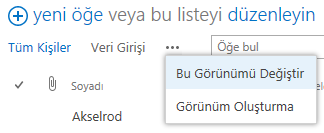 yeni öğe veya bu listeyi düzenleyin
Tüm Kişiler Veri Girişi ... Öğe bul
Bu Görünümü Değiştir
Soyadı
Görünüm Oluşturma
Akselrod